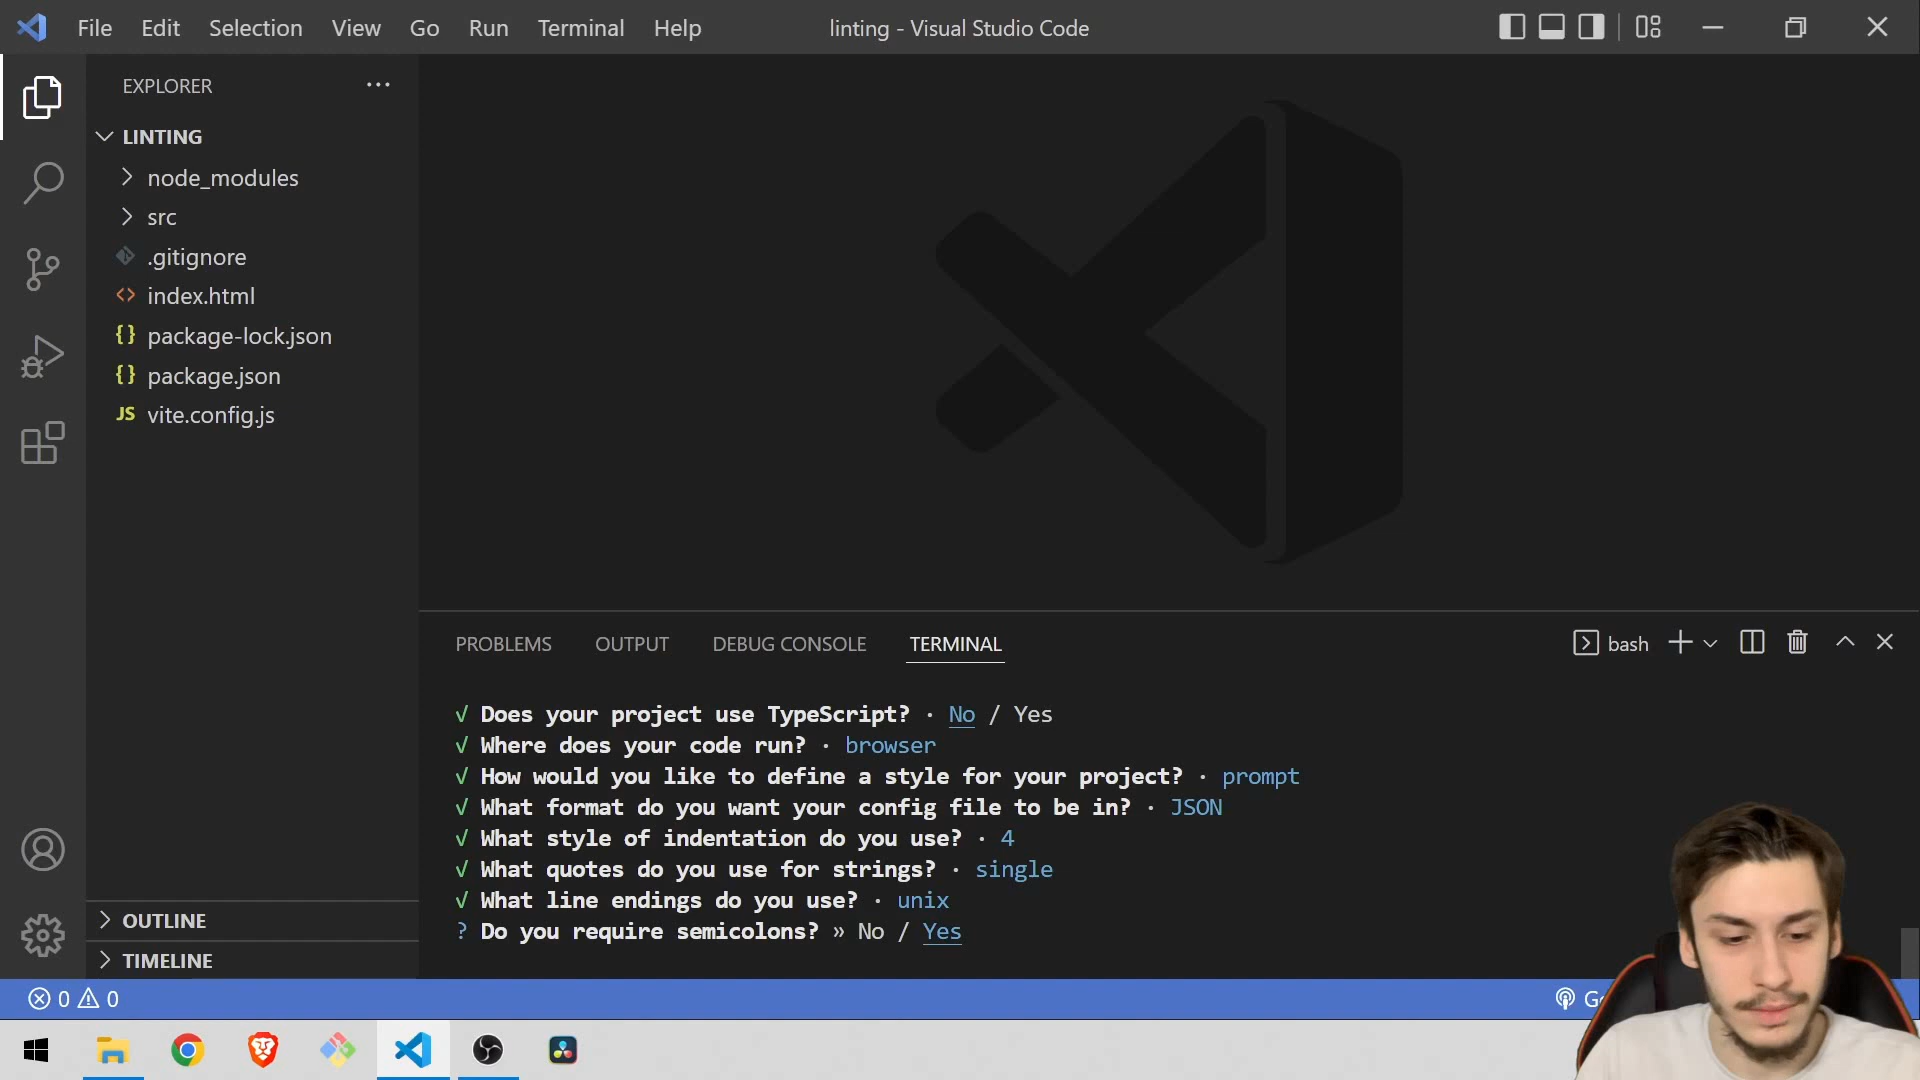 File Edit Selection View Go Run Terminal Help
linting - Visual Studio Code
EXPLORER
LINTING
node_modules
src
.gitignore
index.html
package-lock.json
package.json
JS vite.config.js
OUTLINE
TIMELINE
PROBLEMS OUTPUT DEBUG CONSOLE TERMINAL
bash
√ Does your project use TypeScript? · No / Yes
√ Where does your code run? · browser
√ How would you like to define a style for your project? · prompt
√ What format do you want your config file to be in? · JSON
√ What style of indentation do you use? · 4
√ What quotes do you use for strings? · single
√ What line endings do you use? · unix
? Do you require semicolons? » No / Yes
0 0